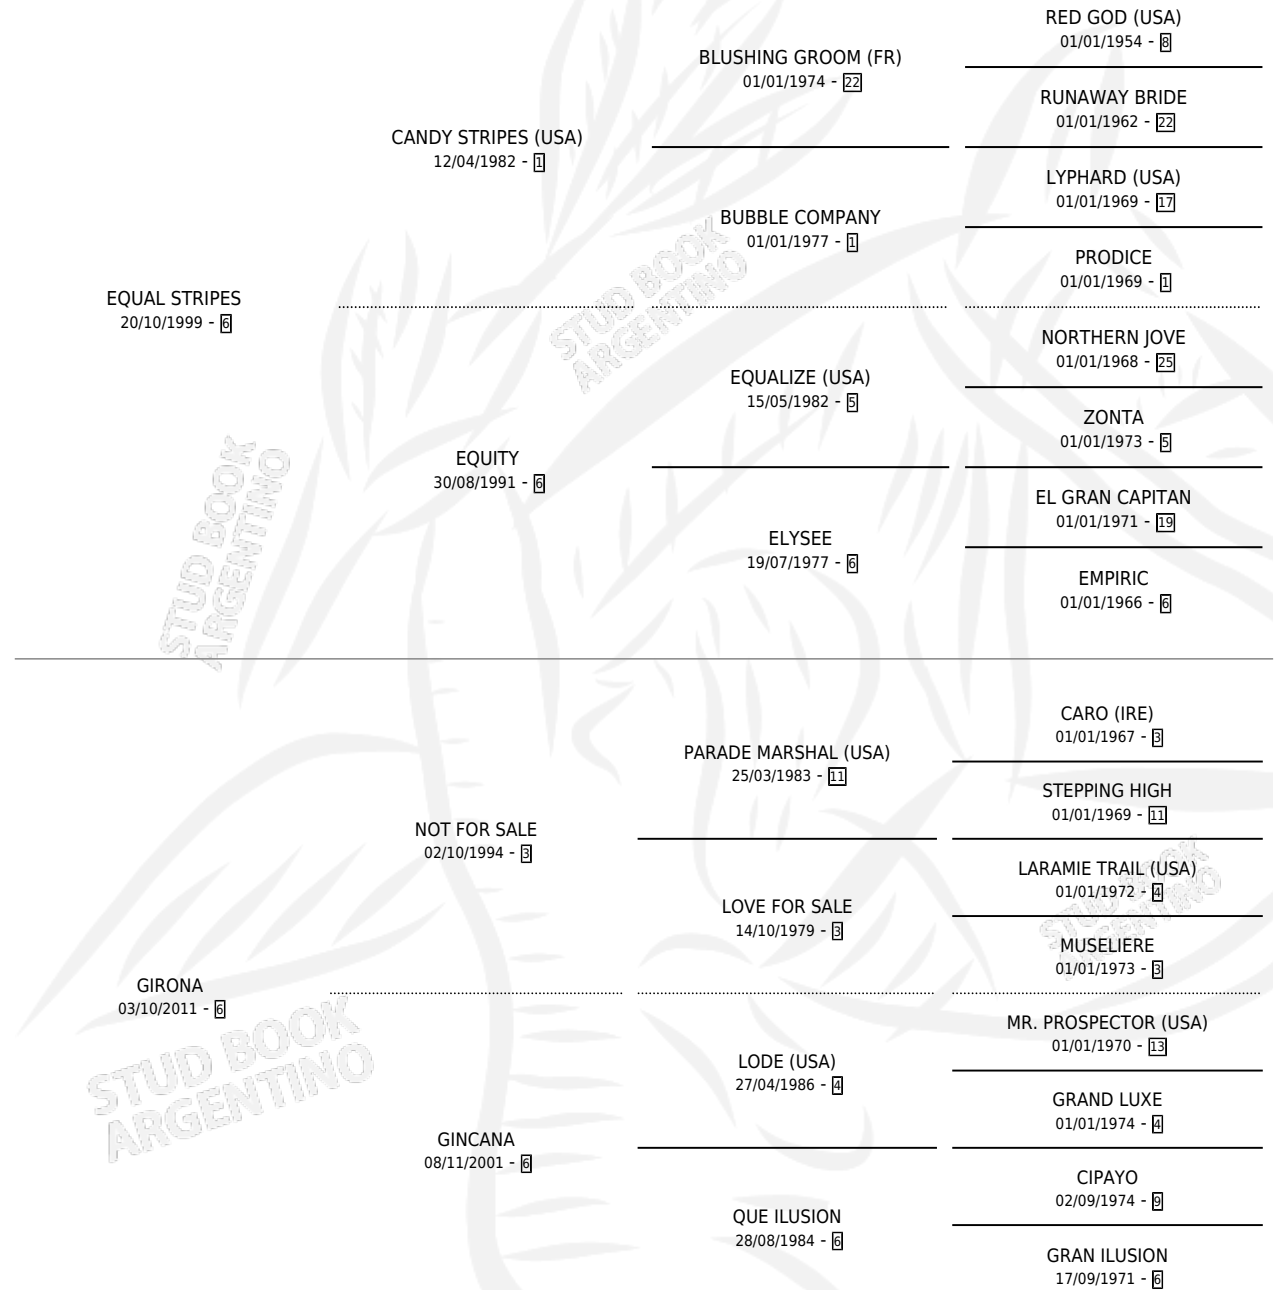 RED GOD (USA)
01/01/1954 - 8
BLUSHING GROOM (FR)
01/01/1974 - 22
RUNAWAY BRIDE
01/01/1962 - 22
CANDY STRIPES (USA)
12/04/1982 - 1
LYPHARD (USA)
01/01/1969 - 17
BUBBLE COMPANY
01/01/1977 - 1
PRODICE
01/01/1969 - 1
EQUAL STRIPES
20/10/1999 - 6
STUD BOOK
ARGENTINO
NORTHERN JOVE
01/01/1968 - 25
EQUALIZE (USA)
15/05/1982 - 5
ZONTA
01/01/1973 - 5
EQUITY
30/08/1991 - 6
EL GRAN CAPITAN
01/01/1971 - 19
ELYSEE
19/07/1977 - 6
EMPIRIC
01/01/1966 - 6
STUD BOOK
ARGENTINO
CARO (IRE)
01/01/1967 - 3
PARADE MARSHAL (USA)
25/03/1983 - 11
STEPPING HIGH
01/01/1969 - 11
NOT FOR SALE
02/10/1994 - 3
LARAMIE TRAIL (USA)
01/01/1972 - 4
LOVE FOR SALE
14/10/1979 - 3
MUSELIERE
01/01/1973 - 3
STUD BOOK
ARGENTINO
GIRONA
03/10/2011 - 6
MR. PROSPECTOR (USA)
01/01/1970 - 13
LODE (USA)
27/04/1986 - 4
GRAND LUXE
01/01/1974 - 4
STUD BOOK
ARGENTINO
GINCANA
08/11/2001 - 6
CIPAYO
02/09/1974 - 9
QUE ILUSION
28/08/1984 - 6
GRAN ILUSION
17/09/1971 - 6